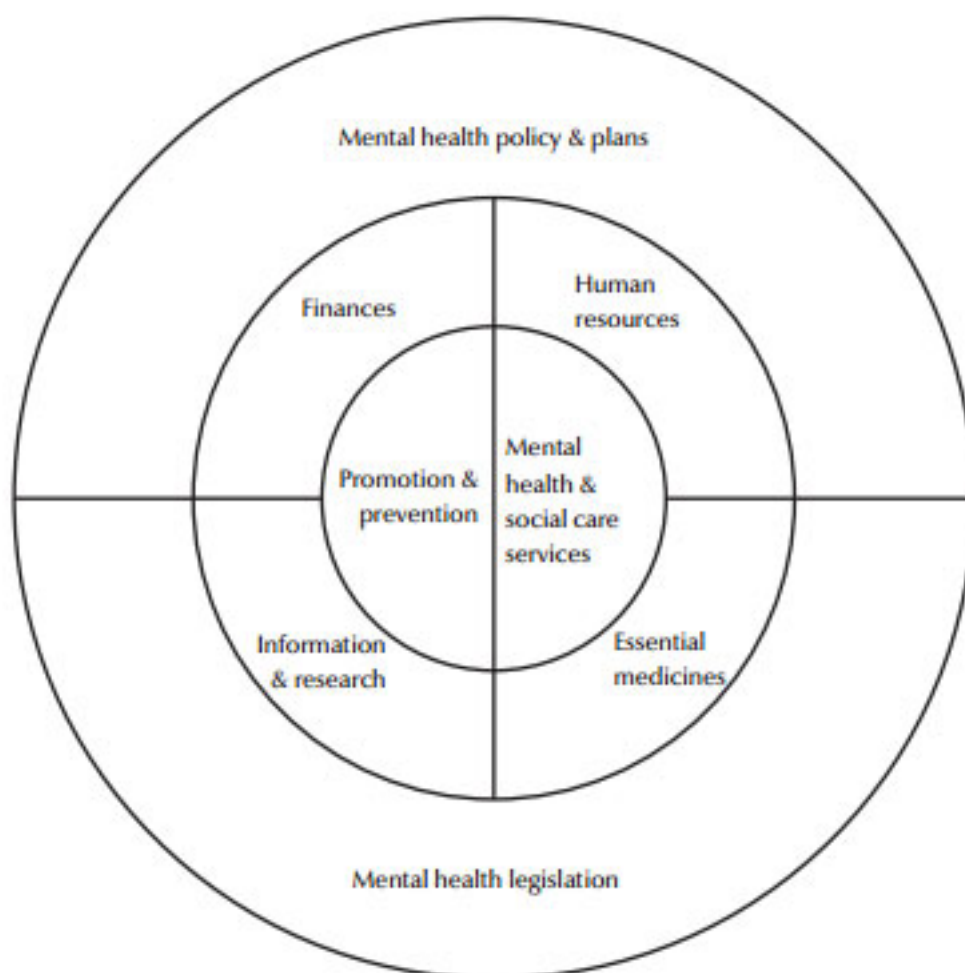 Mental health policy & plans
Finances
Human
resources
Promotion &
prevention
Mental
health &
social care
services
Information
& research
Essential
medicines
Mental health legislation